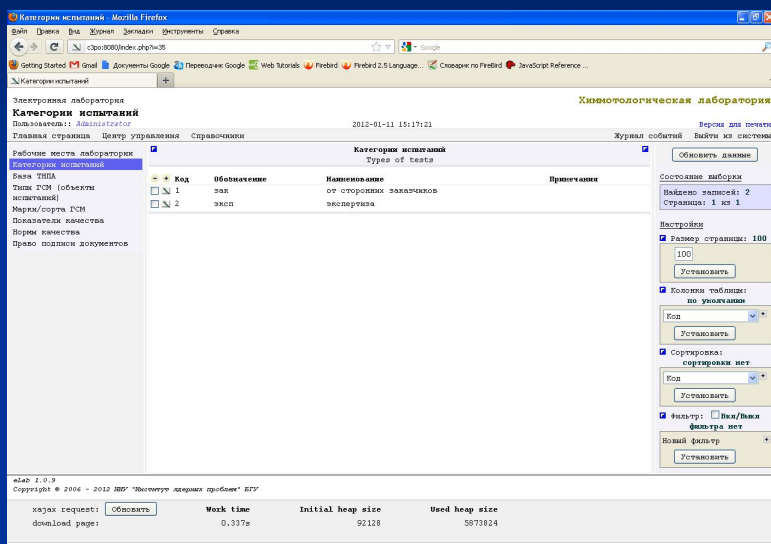 Категории испытаний - Mozilla Firefox
Файл Правка Вид Журнал Закладки Инструменты Справка
c3po:8080/index.php?i=35
Google
Getting Started Gmail Документы Google Переводчик Google Web Tutorials Firebird Firebird 2.5 Language... Словарик по FireBird JavaScript Reference ...
Категории испытаний +
Электронная лаборатория Химмотологическая лаборатория
Категории испытаний
Пользователь:: Administrator 2012-01-11 15:17:21 Версия для печати
Главная страница Центр управления Справочники Журнал событий Выйти из системы
Рабочие места лаборатории
Категории испытаний
База ТНПА
Типы ГСМ (объекты
испытаний)
Марки/сорта ГСМ
Показатели качества
Нормы качества
Право подписи документов
Категории испытаний
Types of tests
- + Код Обозначение Наименование Примечания
1 зак от сторонних заказчиков
2 эксп экспертиза
Обновить данные
Состояние выборки
Найдено записей: 2
Страница: 1 из 1
Настройки
Размер страницы: 100
100
Установить
Колонки таблицы:
по умолчанию
Код +
Установить
Сортировка:
сортировки нет
Код +
Установить
Фильтр: Вкл/Выкл
фильтра нет
Новый фильтр +
Установить
eLab 1.0.9
Copyright © 2006 - 2012 НИУ "Институт ядерных проблем" БГУ
xajax request: Обновить Work time Initial heap size Used heap size
download page: 0.337s 92128 5873824